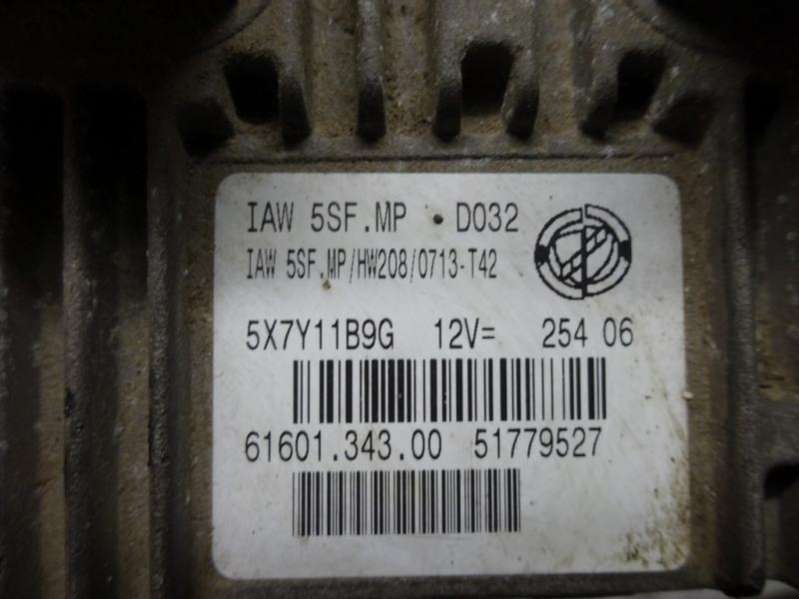 IAW 5SF.MP • D032
IAW 5SF.MP/HW208/0713-T42
5X7Y11B9G 12V= 254 06
61601.343.00 51779527